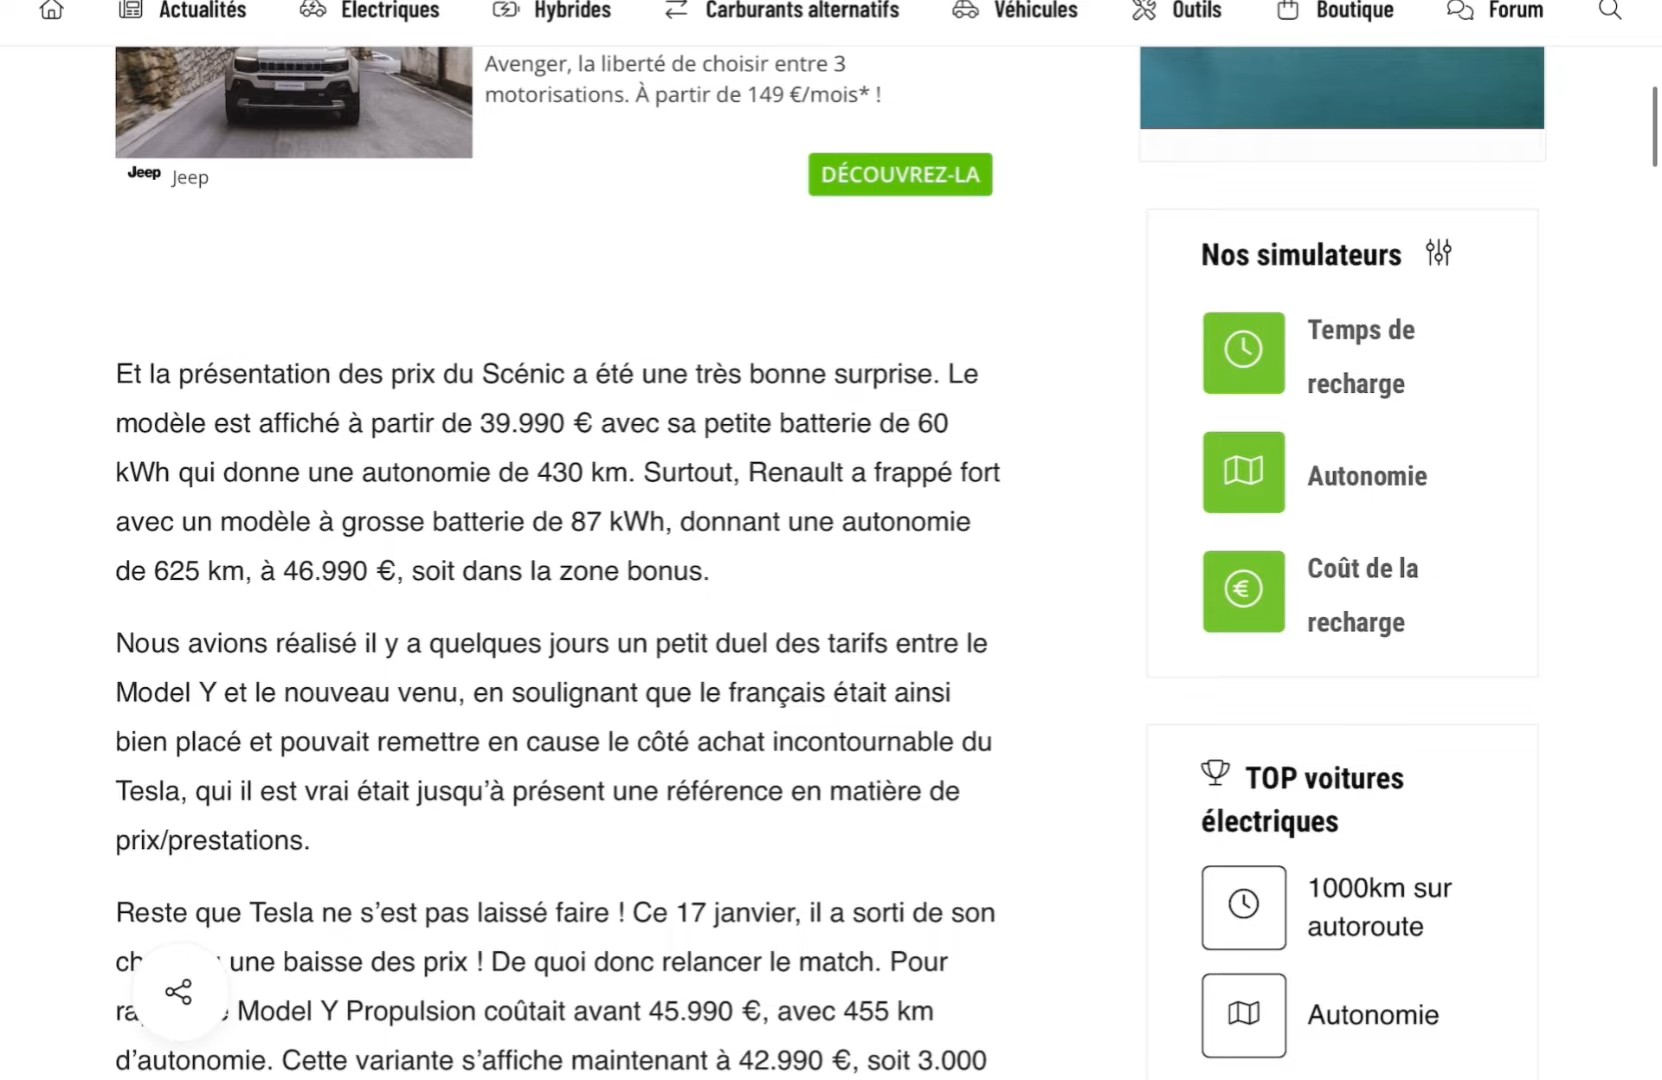 Actualités Electriques Hybrides Carburants alternatifs Véhicules Outils Boutique Forum
Avenger, la liberté de choisir entre 3
motorisations. À partir de 149 €/mois* !
Jeep Jeep
DÉCOUVREZ-LA
Et la présentation des prix du Scénic a été une très bonne surprise. Le
modèle est affiché à partir de 39.990 € avec sa petite batterie de 60
kWh qui donne une autonomie de 430 km. Surtout, Renault a frappé fort
avec un modèle à grosse batterie de 87 kWh, donnant une autonomie
de 625 km, à 46.990 €, soit dans la zone bonus.
Nous avions réalisé il y a quelques jours un petit duel des tarifs entre le
Model Y et le nouveau venu, en soulignant que le français était ainsi
bien placé et pouvait remettre en cause le côté achat incontournable du
Tesla, qui il est vrai était jusqu’à présent une référence en matière de
prix/prestations.
Reste que Tesla ne s’est pas laissé faire ! Ce 17 janvier, il a sorti de son
une baisse des prix ! De quoi donc relancer le match. Pour
Model Y Propulsion coûtait avant 45.990 €, avec 455 km
d’autonomie. Cette variante s’affiche maintenant à 42.990 €, soit 3.000
Nos simulateurs
Temps de
recharge
Autonomie
Coût de la
recharge
TOP voitures
électriques
1000km sur
autoroute
Autonomie